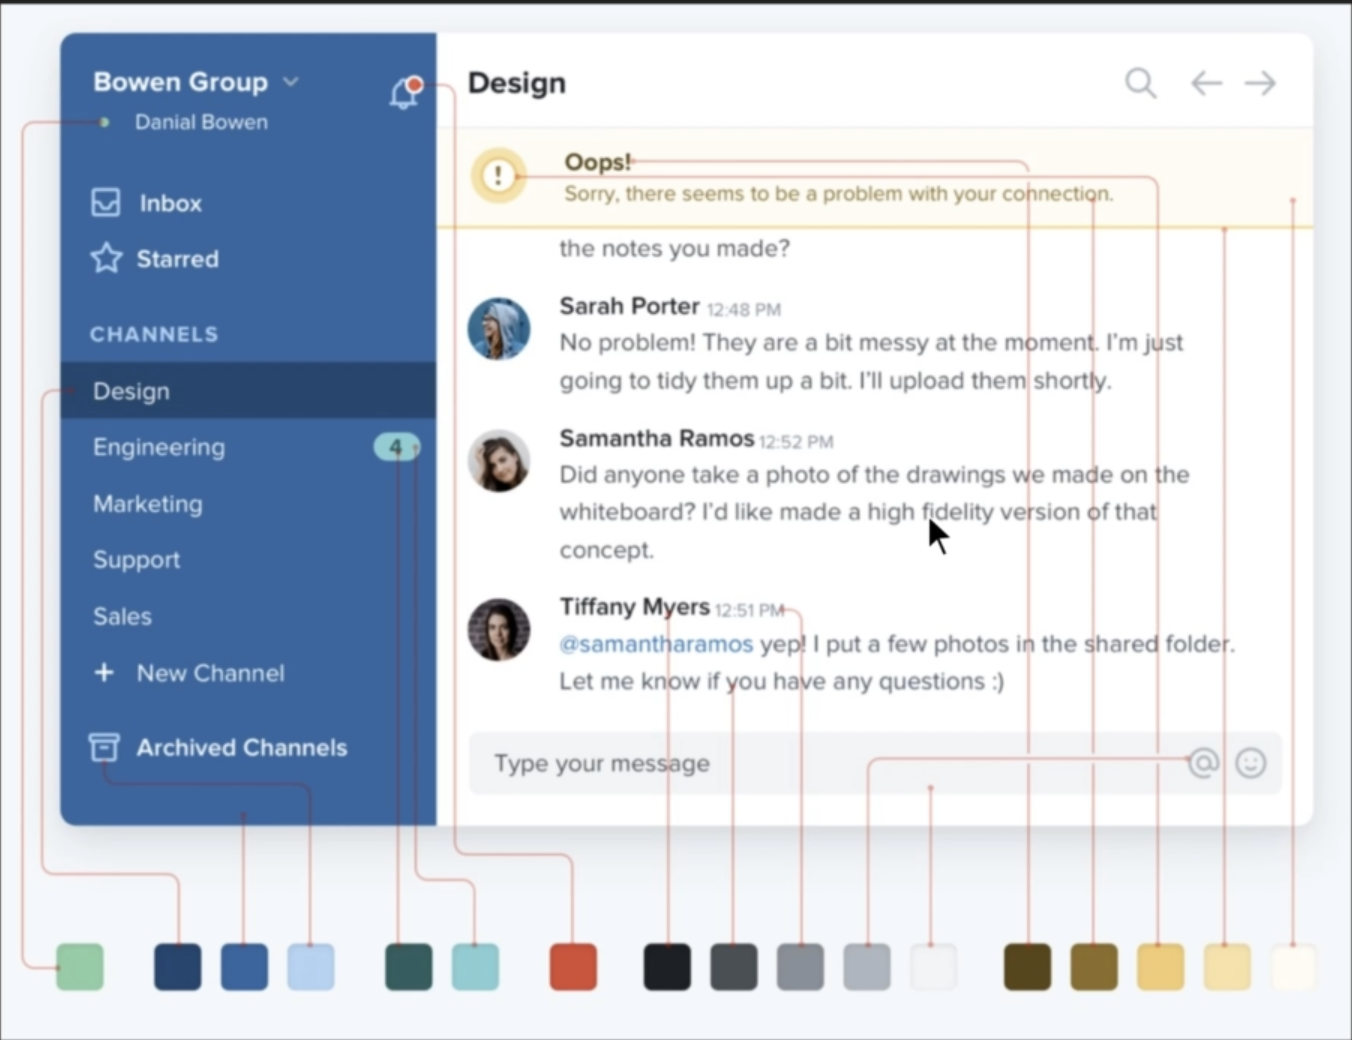 Bowen Group
Danial Bowen
Inbox
Starred
CHANNELS
Design
Engineering 4
Marketing
Support
Sales
+ New Channel
Archived Channels
Design
!
Oops!
Sorry, there seems to be a problem with your connection.
the notes you made?
Sarah Porter 12:48 PM
No problem! They are a bit messy at the moment. I'm just
going to tidy them up a bit. I'll upload them shortly.
Samantha Ramos 12:52 PM
Did anyone take a photo of the drawings we made on the
whiteboard? I'd like made a high fidelity version of that
concept.
Tiffany Myers 12:51 PM
@samantharamos yep! I put a few photos in the shared folder.
Let me know if you have any questions :)
Type your message @